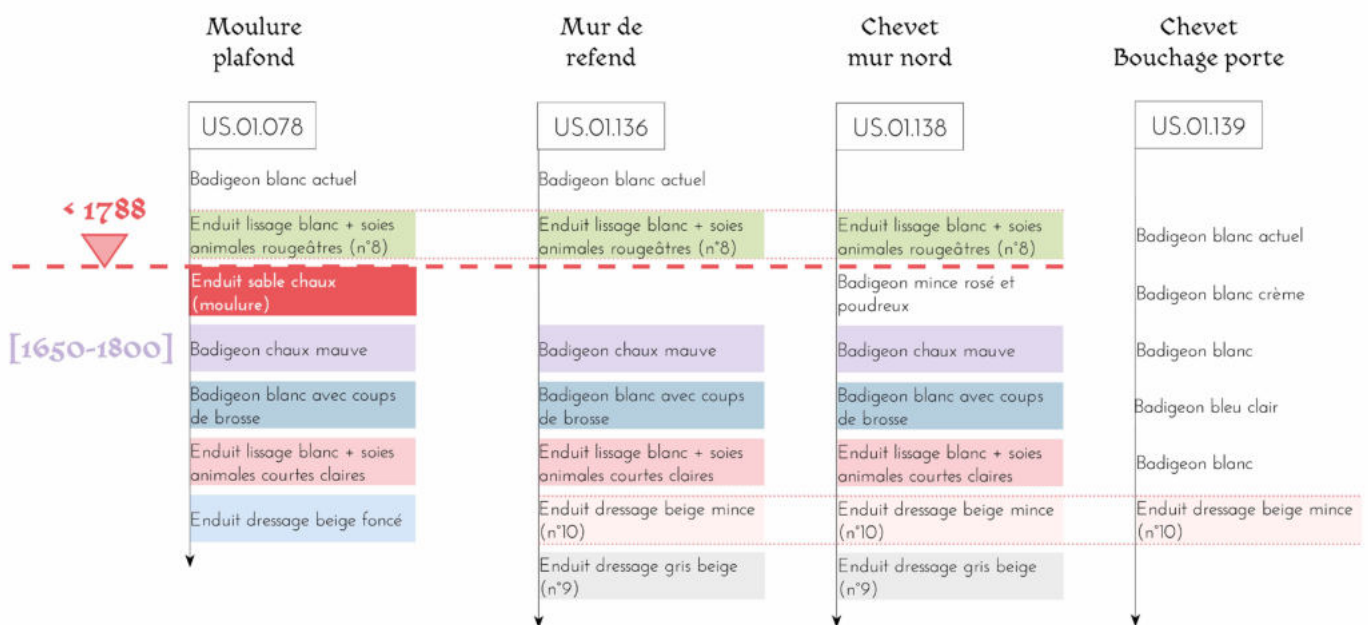 Moulure
plafond
Mur de
refend
Chevet
mur nord
Chevet
Bouchage porte
US.01.078
US.01.136
US.01.138
US.01.139
< 1788
[1650-1800]
Badigeon blanc actuel
Enduit lissage blanc + soies
animales rougeâtres (n°8)
Enduit sable chaux
(moulure)
Badigeon chaux mauve
Badigeon blanc avec coups
de brosse
Enduit lissage blanc + soies
animales courtes claires
Enduit dressage beige foncé
Badigeon blanc actuel
Enduit lissage blanc + soies
animales rougeâtres (n°8)
Badigeon chaux mauve
Badigeon blanc avec coups
de brosse
Enduit lissage blanc + soies
animales courtes claires
Enduit dressage beige mince
(n°10)
Enduit dressage gris beige
(n°9)
Enduit lissage blanc + soies
animales rougeâtres (n°8)
Badigeon mince rosé et
poudreux
Badigeon chaux mauve
Badigeon blanc avec coups
de brosse
Enduit lissage blanc + soies
animales courtes claires
Enduit dressage beige mince
(n°10)
Enduit dressage gris beige
(n°9)
Badigeon blanc actuel
Badigeon blanc crème
Badigeon blanc
Badigeon bleu clair
Badigeon blanc
Enduit dressage beige mince
(n°10)